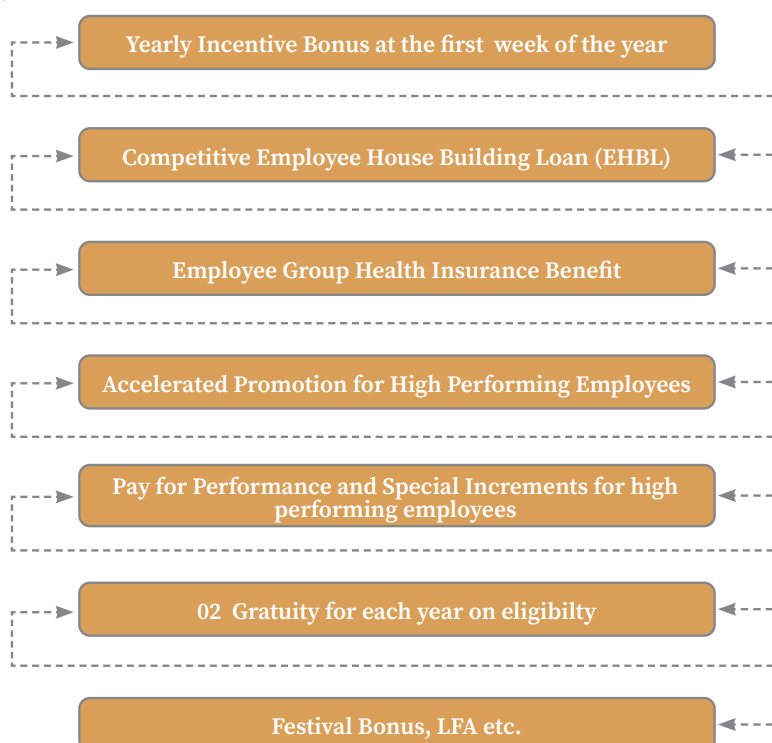 Yearly Incentive Bonus at the first week of the year
Competitive Employee House Building Loan (EHBL)
Employee Group Health Insurance Benefit
Accelerated Promotion for High Performing Employees
Pay for Performance and Special Increments for high
performing employees
02 Gratuity for each year on eligibilty
Festival Bonus, LFA etc.